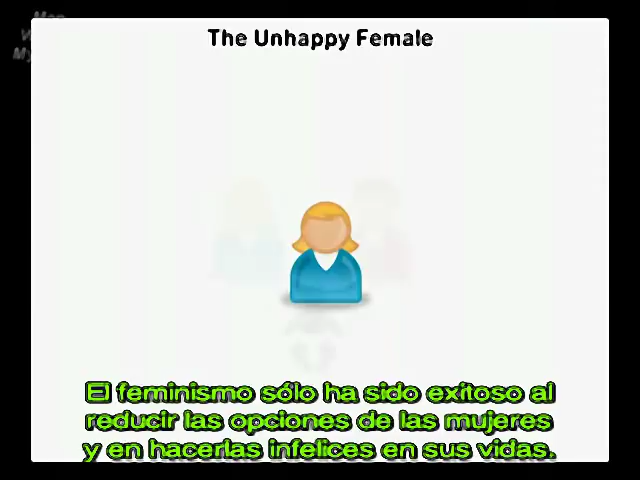 The Unhappy Female
El feminismo sólo ha sido exitoso al
reducir las opciones de las mujeres
y en hacerlas infelices en sus vidas.